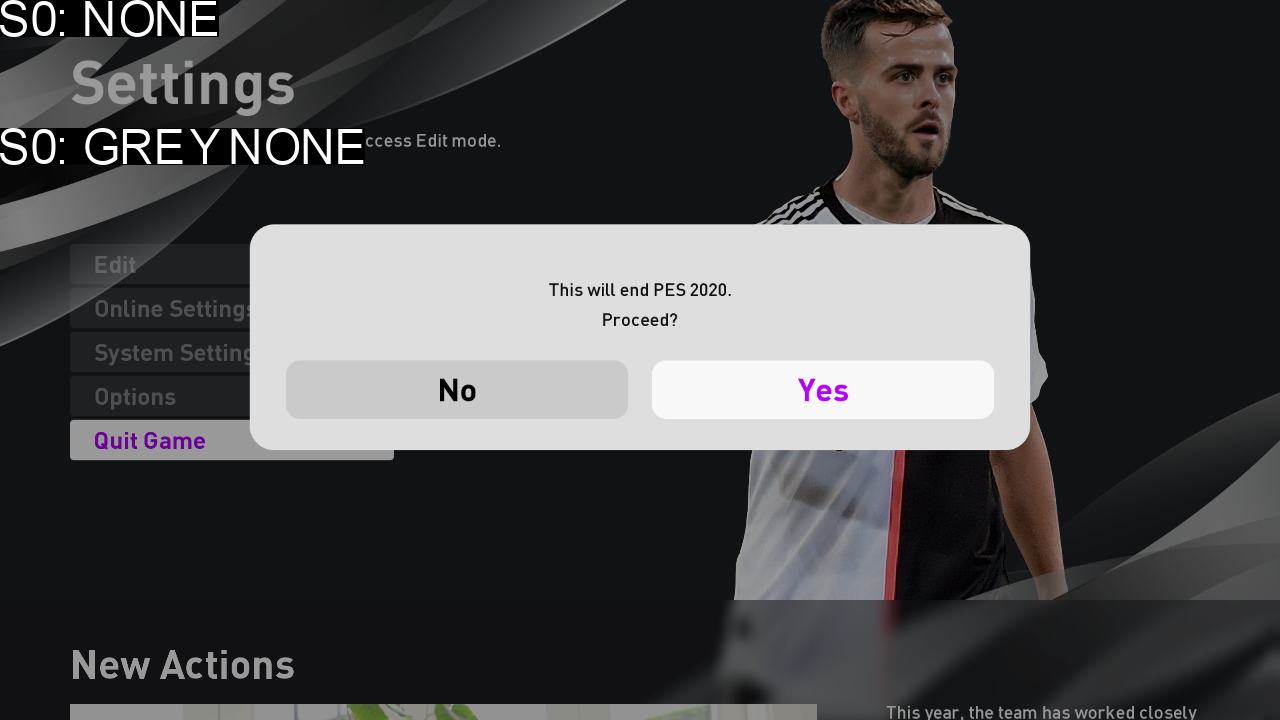 S0: NONE
Settings
S0: GREY NONE
ccess Edit mode.
Edit
Online Settings
System Setting
Options
Quit Game
This will end PES 2020.
Proceed?
No
Yes
New Actions
This year, the team has worked closely